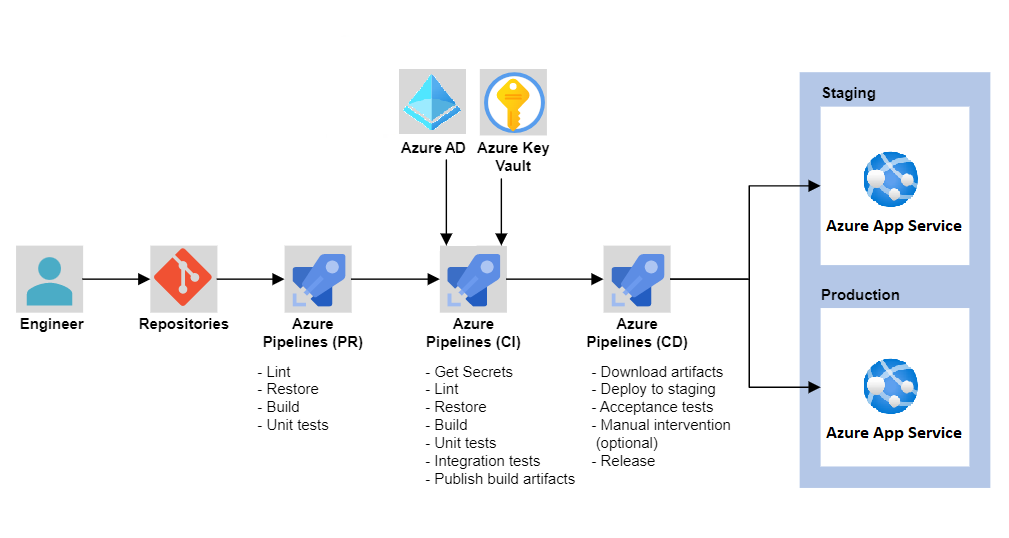 Staging
Azure AD
Azure Key
Vault
Azure App Service
Production
Engineer
Repositories
Azure
Pipelines (PR)
- Lint
- Restore
- Build
- Unit tests
Azure
Pipelines (CI)
- Get Secrets
- Lint
- Restore
- Build
- Unit tests
- Integration tests
- Publish build artifacts
Azure
Pipelines (CD)
- Download artifacts
- Deploy to staging
- Acceptance tests
- Manual intervention
(optional)
- Release
Azure App Service